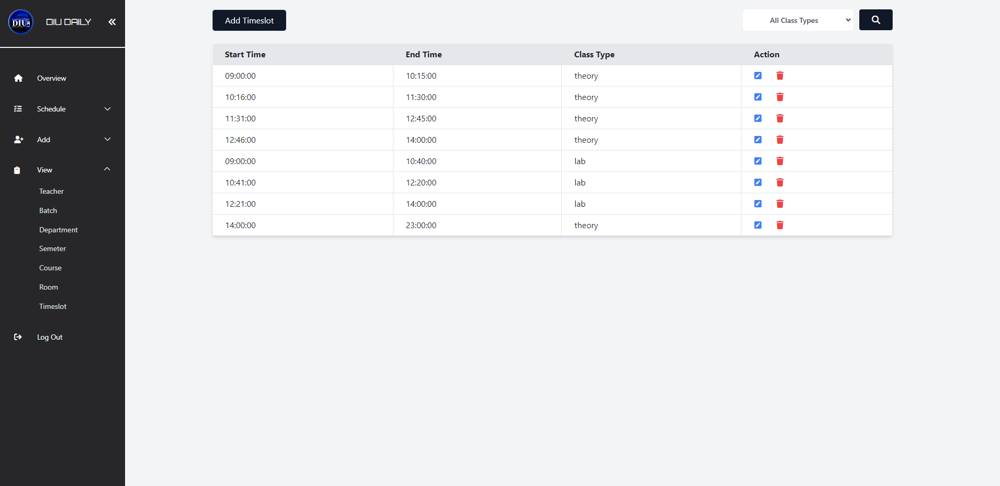 DIU
DIU DAILY
Overview
Schedule
Add
View
Teacher
Batch
Department
Semeter
Course
Room
Timeslot
Log Out
Add Timeslot
All Class Types
Start Time End Time Class Type Action
09:00:00 10:15:00 theory
10:16:00 11:30:00 theory
11:31:00 12:45:00 theory
12:46:00 14:00:00 theory
09:00:00 10:40:00 lab
10:41:00 12:20:00 lab
12:21:00 14:00:00 lab
14:00:00 23:00:00 theory